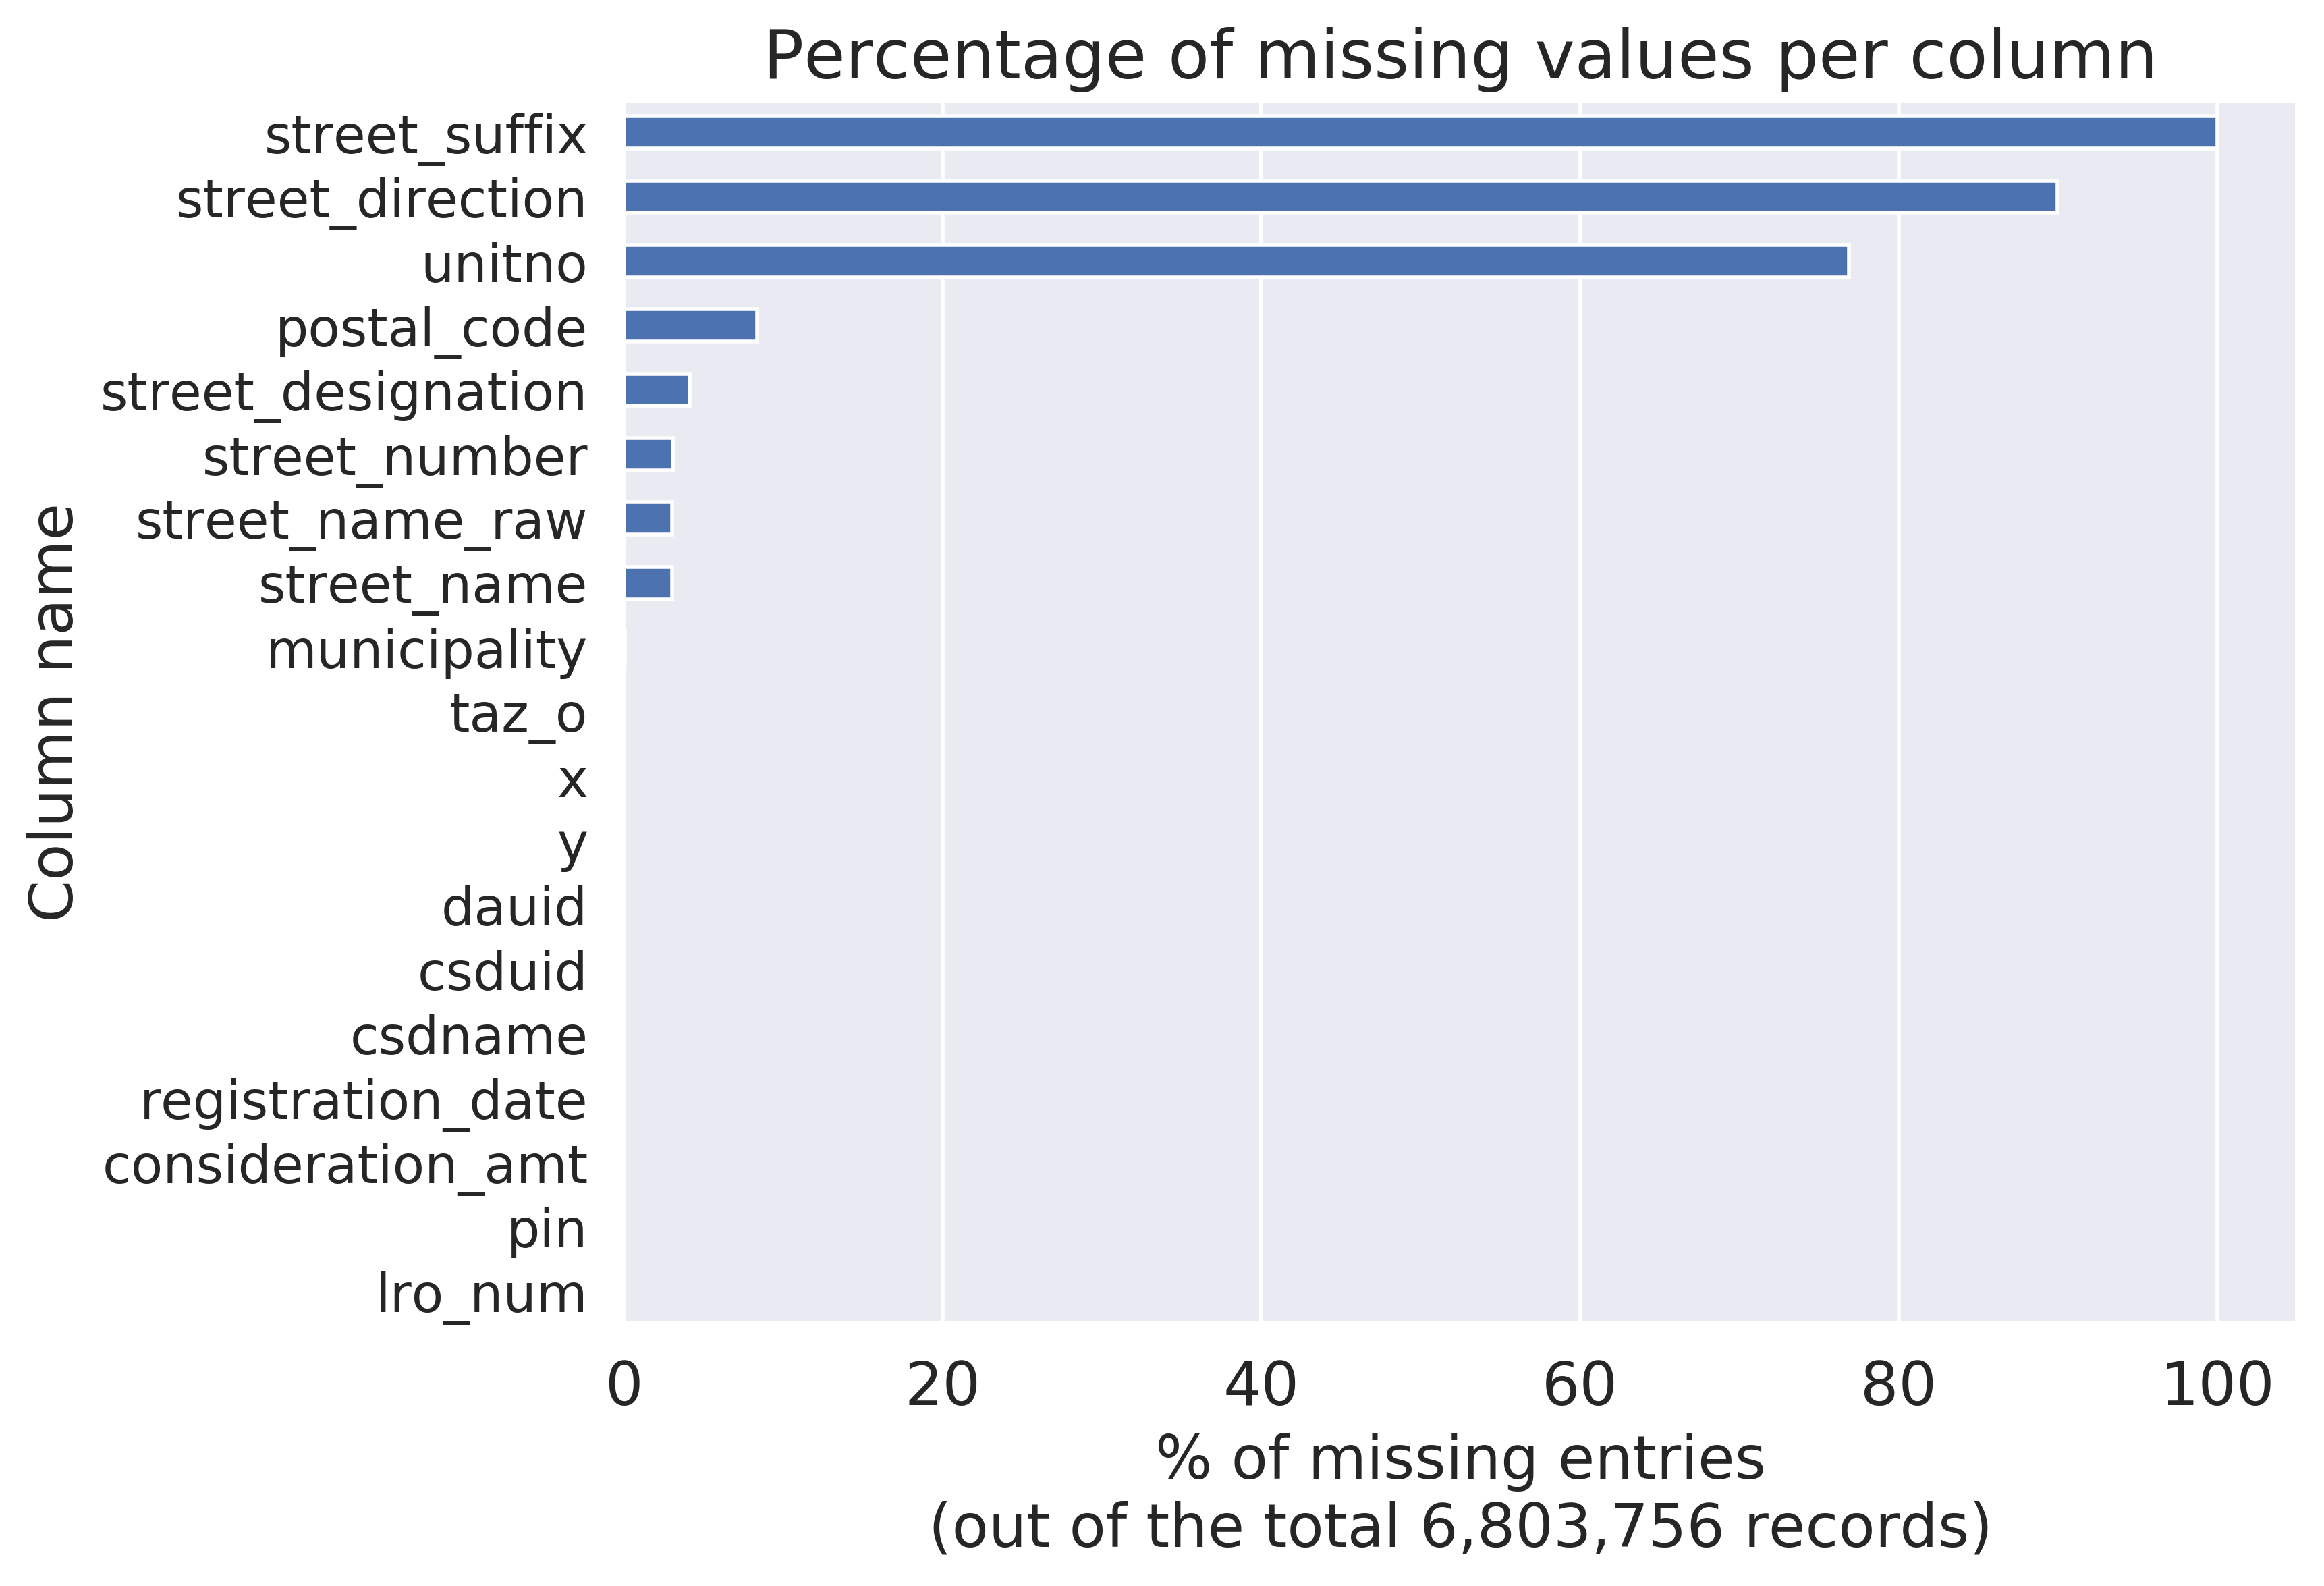 Percentage of missing values per column
street_suffix
street_direction
unitno
postal_code
street_designation
street_number
street_name_raw
street_name
municipality
taz_o
x
y
dauid
csduid
csdname
registration_date
consideration_amt
pin
lro_num
Column name
0 20 40 60 80 100
% of missing entries
(out of the total 6,803,756 records)